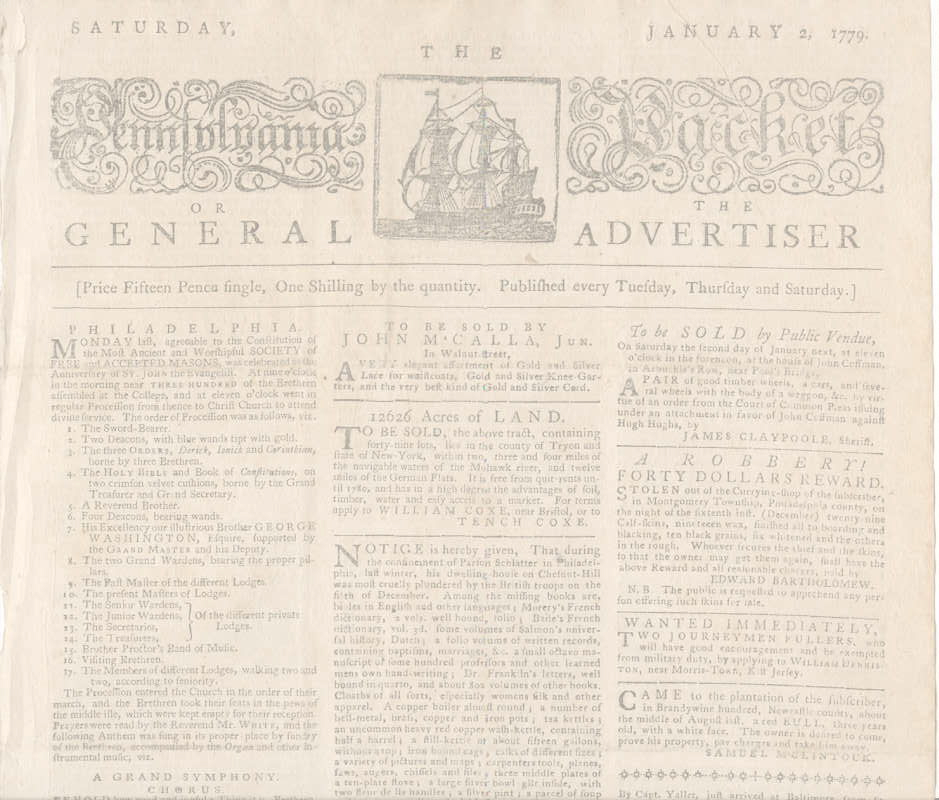 SATURDAY, JANUARY 2, 1779.
THE
Pennsylvania Packet
OR THE
GENERAL ADVERTISER
[Price Fifteen Pence ſingle, One Shilling by the quantity. Publiſhed every Tueſday, Thurſday and Saturday.]
PHILADELPHIA.
MONDAY laſt, agreeable to the Conſtitution of
the Moſt Ancient and Worſhipful SOCIETY of
FREE and ACCEPTED MASONS, was celebrated as the
Anniverſary of St. John the Evangeliſt. At nine o'clock
in the morning near THREE HUNDRED of the Brethren
aſſembled at the College, and at eleven o'clock went in
regular Proceſſion from thence to Chriſt Church to attend
divine ſervice. The order of Proceſſion was as follows, viz.
1. The Sword-Bearer.
2. Two Deacons, with blue wands tipt with gold.
3. The three ORDERS, Dorick, Ionick and Corinthian,
borne by three Brethren.
4. The HOLY BIBLE and Book of Conſtitutions, on
two crimſon velvet cuſhions, borne by the Grand
Treaſurer and Grand Secretary.
5. A Reverend Brother.
6. Four Deacons, bearing wands.
7. His Excellency our illuſtrious Brother GEORGE
WASHINGTON, Eſquire, ſupported by
the GRAND MASTER and his Deputy.
8. The two Grand Wardens, bearing the proper pil-
lars.
9. The Paſt Maſter of the different Lodges.
10. The preſent Maſters of Lodges.
11. The Senior Wardens,
12. The Junior Wardens, Of the different private
13. The Secretaries, Lodges.
14. The Treaſurers,
15. Brother Proctor's Band of Muſic.
16. Viſiting Brethren.
17. The Members of different Lodges, walking two and
two, according to ſeniority.
The Proceſſion entered the Church in the order of their
march, and the Brethren took their ſeats in the pews of
the middle iſle, which were kept empty for their reception.
Prayers were read by the Reverend Mr. WHITE, and the
following Anthem was ſung in its proper place by ſundry
of the Brethren, accompanied by the Organ and other in-
ſtrumental muſic, viz.
A GRAND SYMPHONY.
CHORUS.
TO BE SOLD BY
JOHN M'CALLA, JUN.
In Walnut-ſtreet,
A VERY elegant aſſortment of Gold and Silver
Lace for waiſtcoats, Gold and Silver Knee Gar-
ters, and the very beſt kind of Gold and Silver Cord.
12626 Acres of LAND.
TO BE SOLD, the above tract, containing
forty-nine lots, lies in the county of Tryon and
ſtate of New-York, within two, three and four miles of
the navigable waters of the Mohawk river, and twelve
miles of the German Flats. It is free from quit-rents un-
til 1780, and has in a high degree the advantages of ſoil,
timber, water and eaſy acceſs to a market. For terms
apply to WILLIAM COXE, near Briſtol, or to
TENCH COXE.
NOTICE is hereby given, That during
the confinement of Parſon Schlatter in Philadel-
phia, laſt winter, his dwelling-houſe on Cheſnut-Hill
was moſt cruelly plundered by the Britiſh troops on the
fifth of December. Among the miſſing books are,
bibles in Engliſh and other languages; Morery's French
dictionary, 2 vols. well bound, folio; Baile's French
dictionary, vol. 3d. ſome volumes of Salmon's univer-
ſal hiſtory, Dutch; a folio volume of written records,
containing baptiſms, marriages, &c. a ſmall octavo ma-
nuſcript of ſome hundred profeſſors and other learned
mens own hand-writing; Dr. Franklin's letters, well
bound in quarto, and about 800 volumes of other books.
Cloaths of all ſorts, eſpecially womens ſilk and other
apparel. A copper boiler almoſt round; a number of
bell-metal, braſs, copper and iron pots; tea kettles;
an uncommon heavy red copper waſh-kettle, containing
half a barrel; a ſtill-kettle or about fifteen gallons,
without a top; iron bound cags, caſks of different ſizes;
a variety of pictures and maps; carpenters tools, planes,
ſaws, augers, chiſſels and files; three middle plates of
a ten-plate ſtove; a large ſilver bowl gilt inſide, with
two fleur de lis handles; a ſilver pint; a parcel of ſoup
To be SOLD by Public Vendue,
On Saturday the ſecond day of January next, at eleven
o'clock in the forenoon, at the houſe of John Coffman,
in Row, near Pool's Bridge,
A PAIR of good timber wheels, a cart, and ſeve-
ral wheels with the body of a waggon, &c. by vir-
tue of an order from the Court of Common Pleas iſſuing
under an attachment in favor of John Coffman againſt
Hugh Hughs, by
JAMES CLAYPOOLE, Sheriff.
A ROBBERY!
FORTY DOLLARS REWARD.
STOLEN out of the Currying-ſhop of the ſubſcriber,
in Montgomery Townſhip, Philadelphia county, on
the night of the ſixteenth inſt. (December) twenty-nine
Calf-ſkins, nineteen wax, finiſhed all to boarding and
blacking, ten black grains, ſix whitened and the others
in the rough. Whoever ſecures the thief and the ſkins,
ſo that the owner may get them again, ſhall have the
above Reward and all reaſonable charges, paid by
EDWARD BARTHOLOMEW.
N. B. The public is requeſted to apprehend any per-
ſon offering ſuch ſkins for ſale.
WANTED IMMEDIATELY,
TWO JOURNEYMEN FULLERS, who
will have good encouragement and be exempted
from military duty, by applying to WILLIAM DENNIS-
TON, near Morris-Town, Eaſt Jerſey.
CAME to the plantation of the ſubſcriber,
in Brandywine hundred, Newcaſtle county, about
the middle of Auguſt laſt, a red BULL, three years
old, with a white face. The owner is deſired to come,
prove his property, pay charges and take him away.
SAMUEL M'CLINTOCK.
By Capt. Yallet, juſt arrived at Baltimore